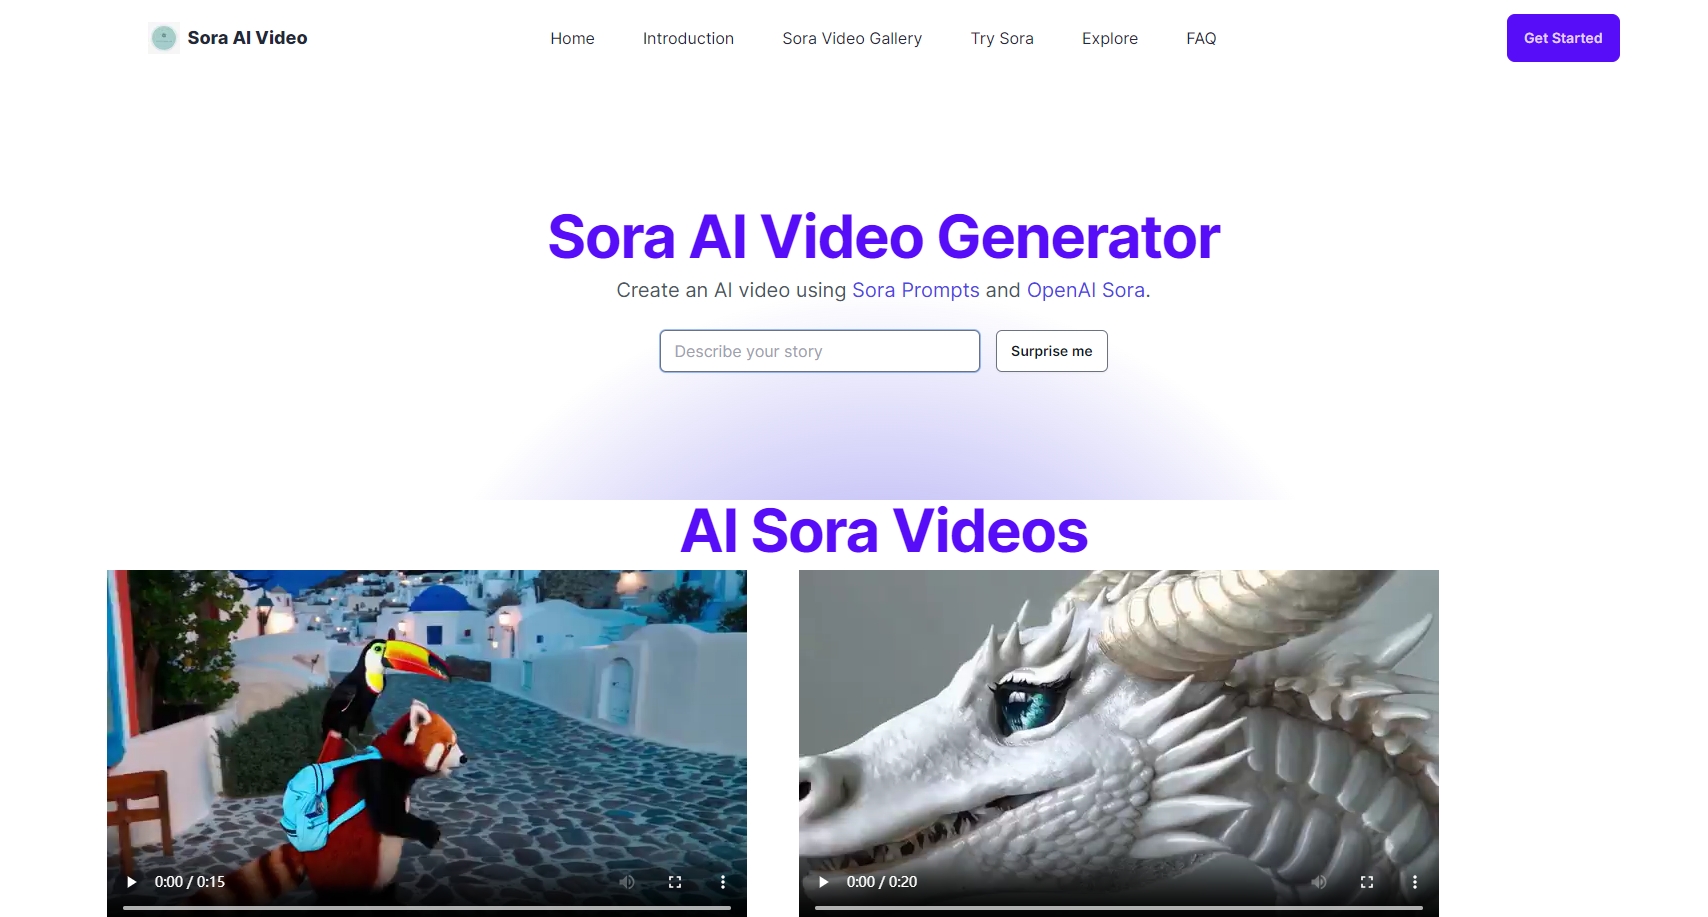 Sora AI Video
Home
Introduction
Sora Video Gallery
Try Sora
Explore
FAQ
Get Started
Sora AI Video Generator
Create an AI video using Sora Prompts and OpenAI Sora.
Describe your story
Surprise me
AI Sora Videos
0:00 / 0:15
0:00 / 0:20